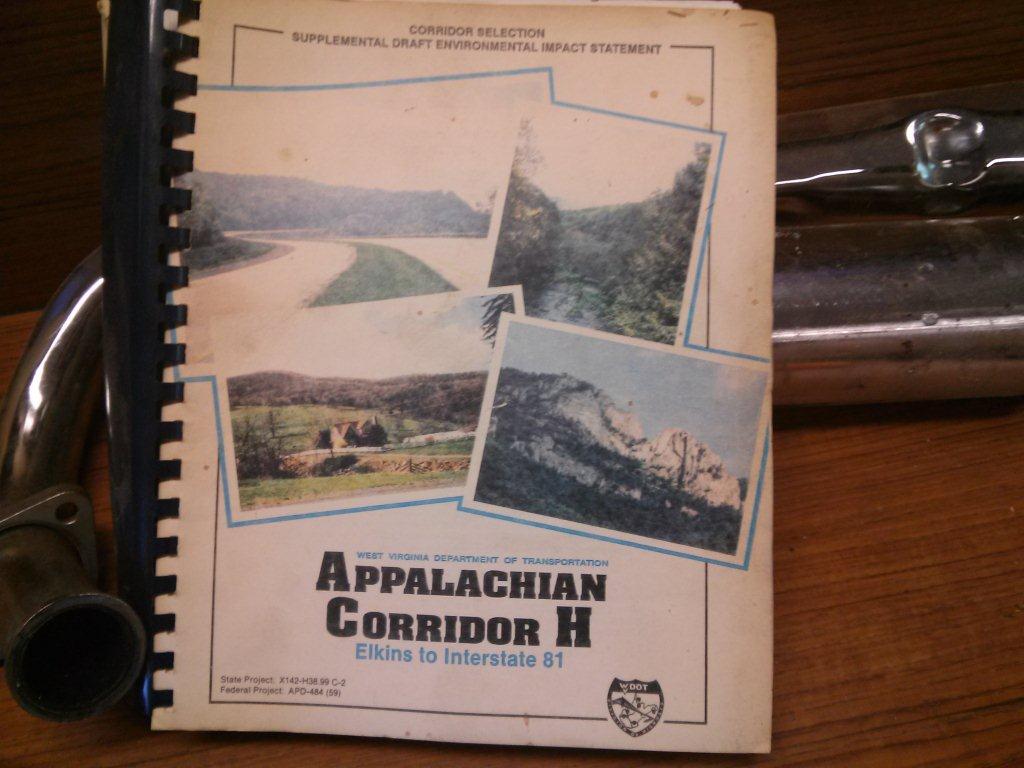 CORRIDOR SELECTION
SUPPLEMENTAL DRAFT ENVIRONMENTAL IMPACT STATEMENT
WEST VIRGINIA DEPARTMENT OF TRANSPORTATION
APPALACHIAN
CORRIDOR H
Elkins to Interstate 81
State Project: X142-H38.99 C-2
Federal Project: APD-484 (59)
WDOT